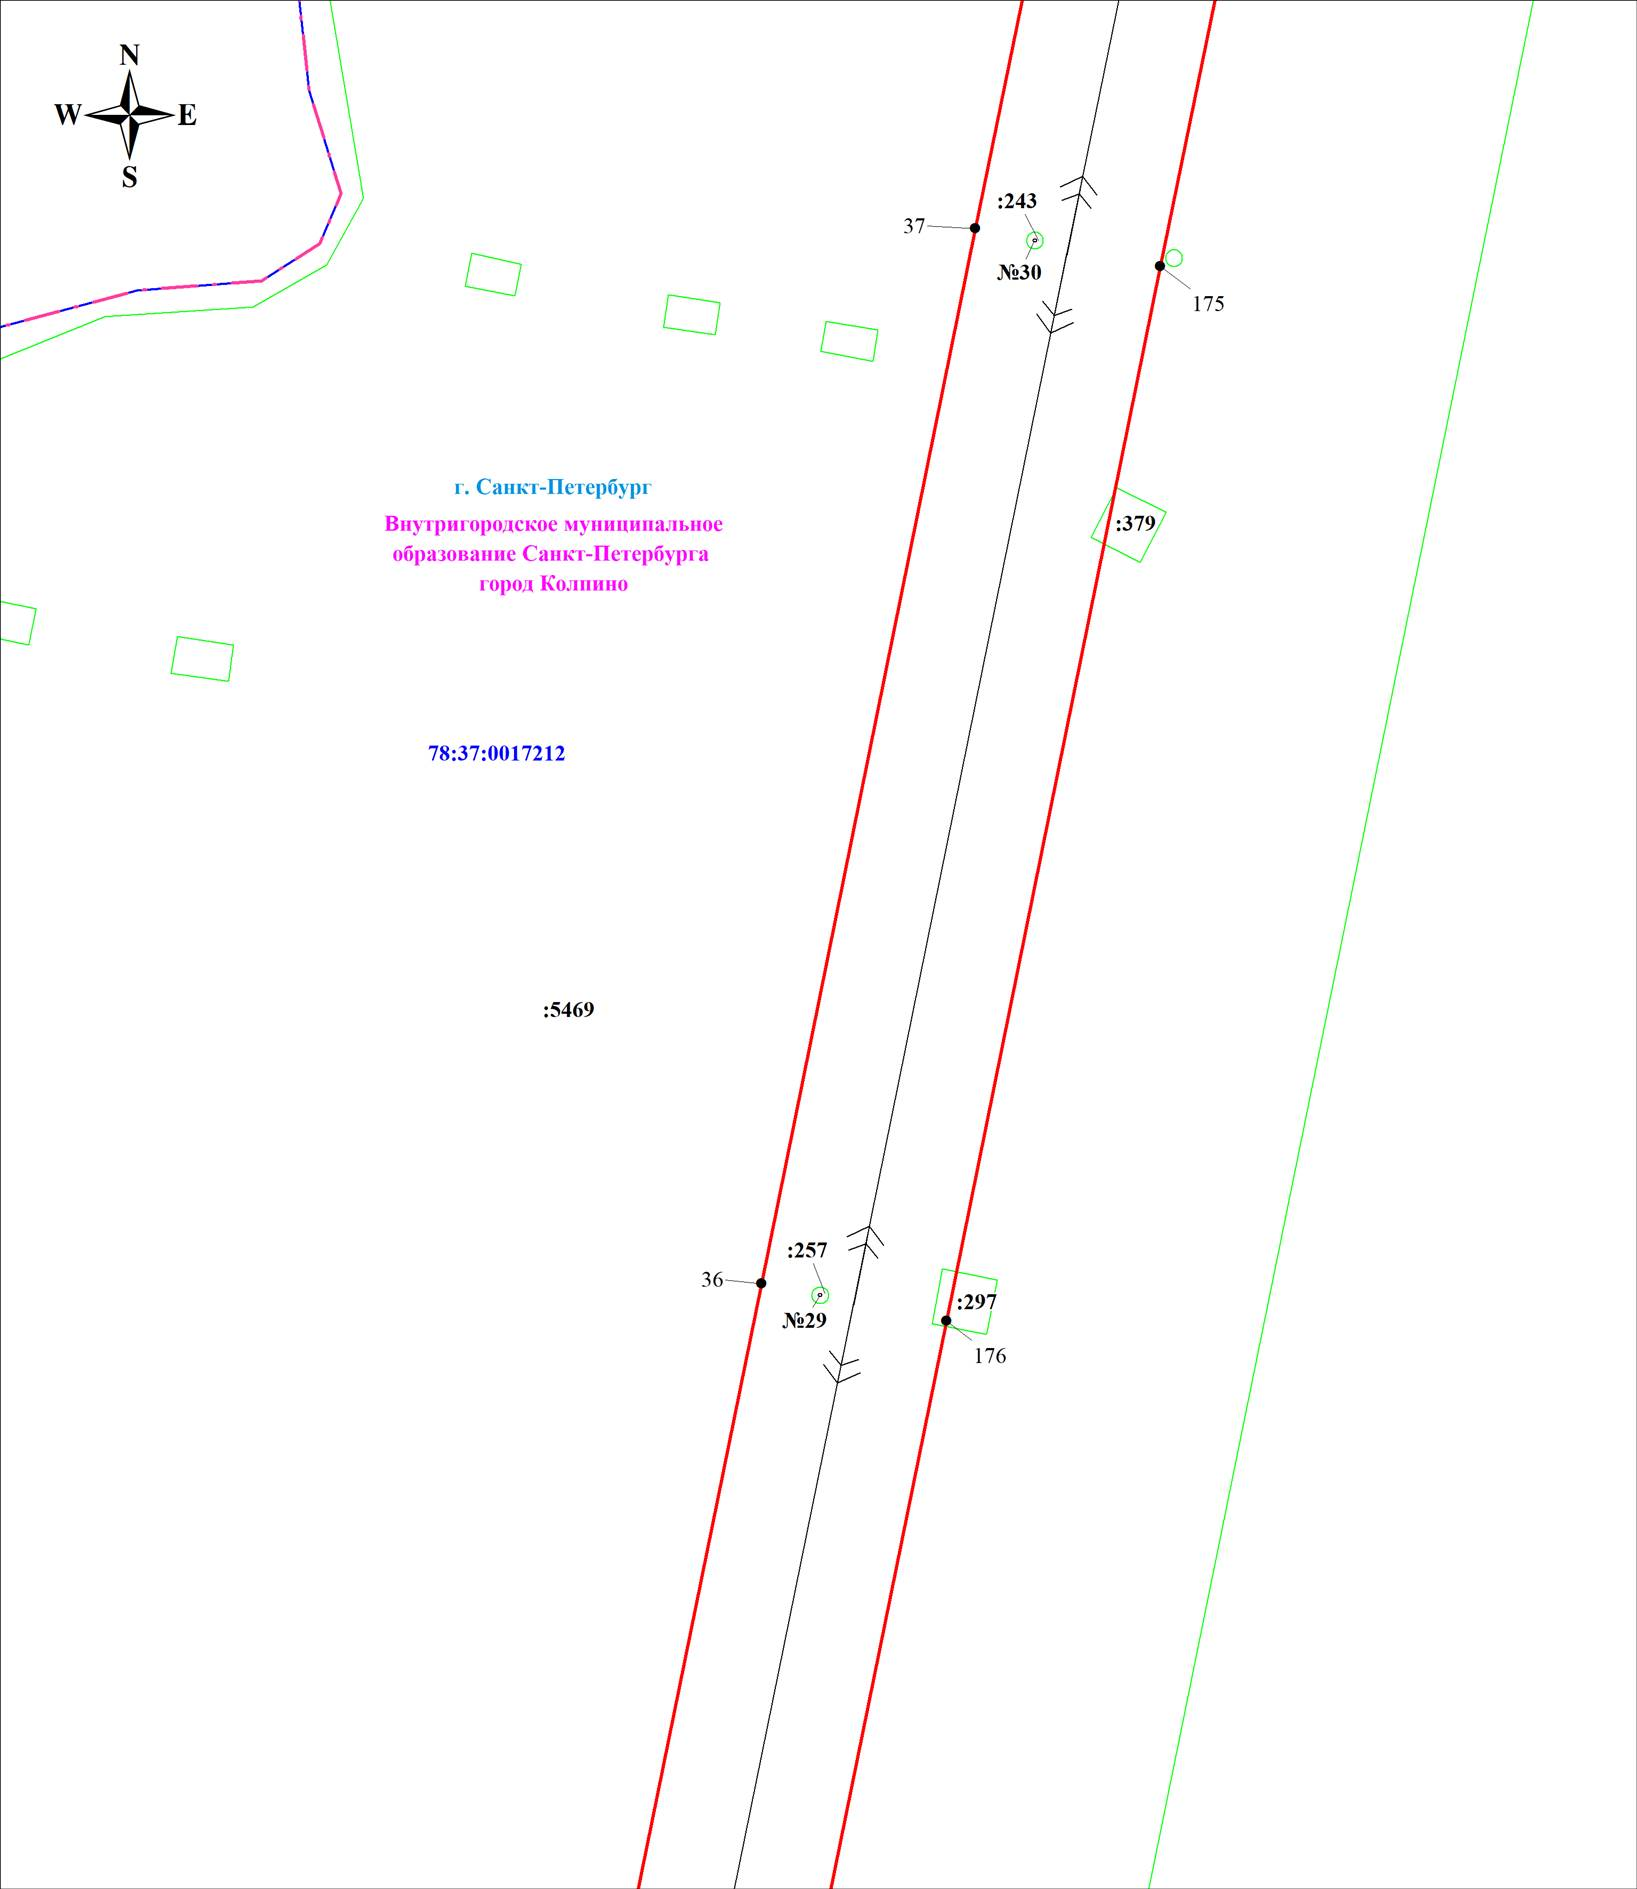 N
W E
S
:243
37
№30
175
г. Санкт-Петербург
Внутригородское муниципальное
образование Санкт-Петербурга
город Колпино
:379
78:37:0017212
:5469
:257
36
:297
№29
176